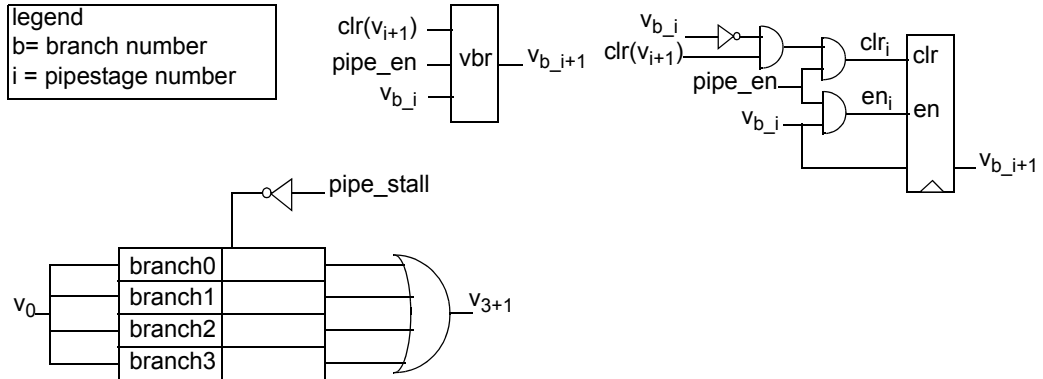 legend
b= branch number
i = pipestage number
clr(v_{i+1})
pipe_en
v_{b_i}
vbr
v_{b_i+1}
v_{b_i}
clr(v_{i+1})
pipe_en
v_{b_i}
clr_i
en_i
clr
en
v_{b_i+1}
pipe_stall
v_0
branch0
branch1
branch2
branch3
v_{3+1}